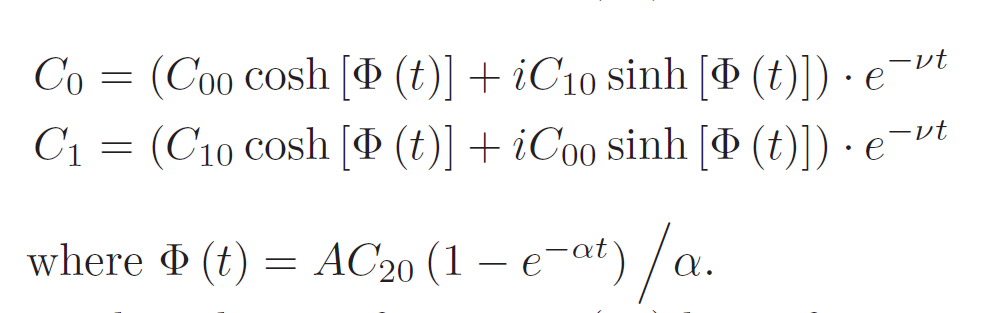 C₀ = (C₀₀ cosh [Φ (t)] + iC₁₀ sinh [Φ (t)]) · e^{−νt}
C₁ = (C₁₀ cosh [Φ (t)] + iC₀₀ sinh [Φ (t)]) · e^{−νt}
where Φ (t) = AC₂₀ (1 − e^{−αt}) / α.